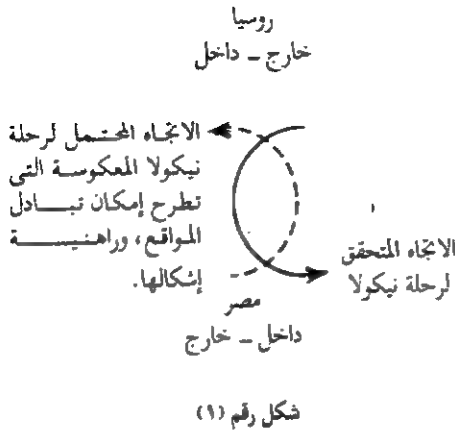 روسيا
خارج ـ داخل
الاتجاه المحتمل لرحلة
نيكولا المعكوسة التى
تطرح إمكان تبادل
المواقع، وراهنية
إشكالها.
الاتجاه المتحقق
لرحلة نيكولا
مصر
داخل ـ خارج
شكل رقم (١)